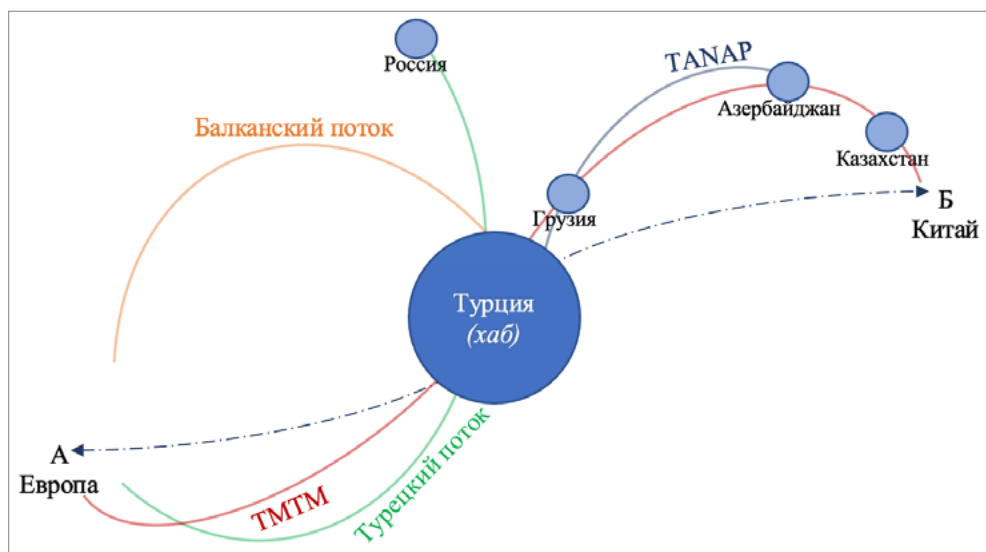 Россия
TANAP
Азербайджан
Балканский поток
Казахстан
Грузия
Б
Китай
Турция
(хаб)
А
Европа
ТМТМ
Турецкий поток